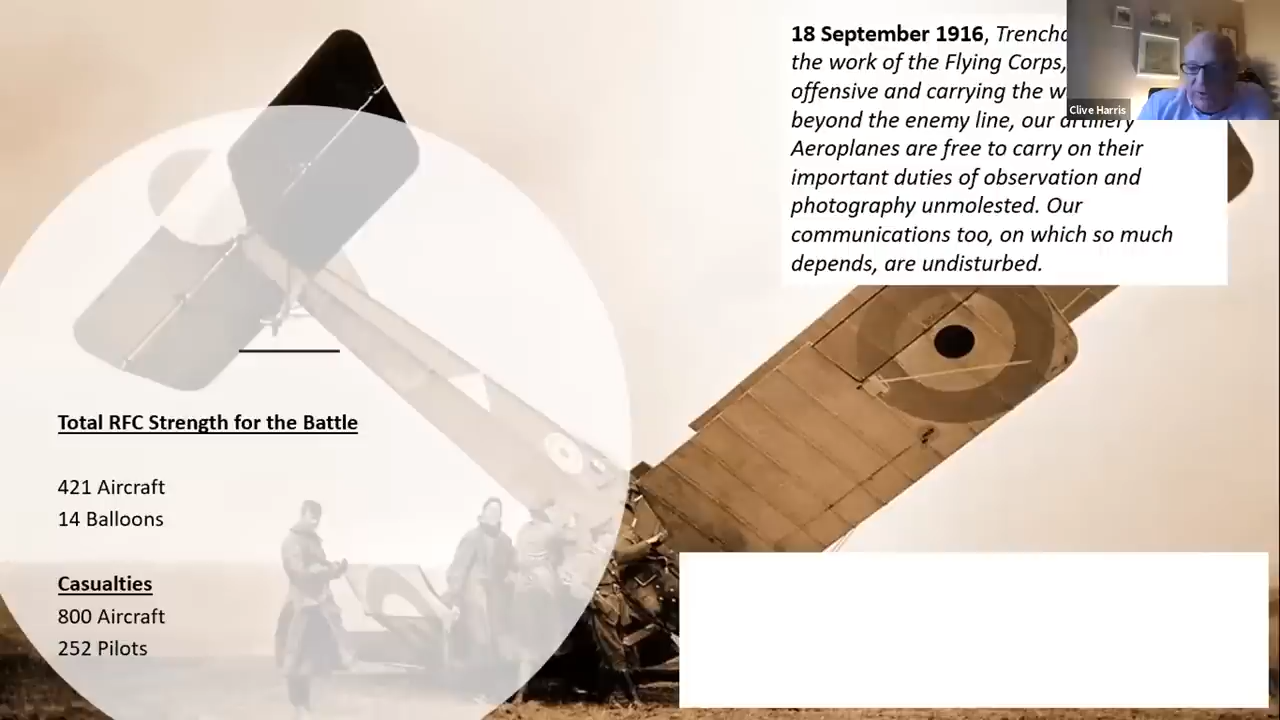 18 September 1916,
the work of the Flying Corps,
offensive and carrying the
beyond the enemy line, our artillery
Aeroplanes are free to carry on their
important duties of observation and
photography unmolested. Our
communications too, on which so much
depends, are undisturbed.
Clive Harris
Total RFC Strength for the Battle
421 Aircraft
14 Balloons
Casualties
800 Aircraft
252 Pilots